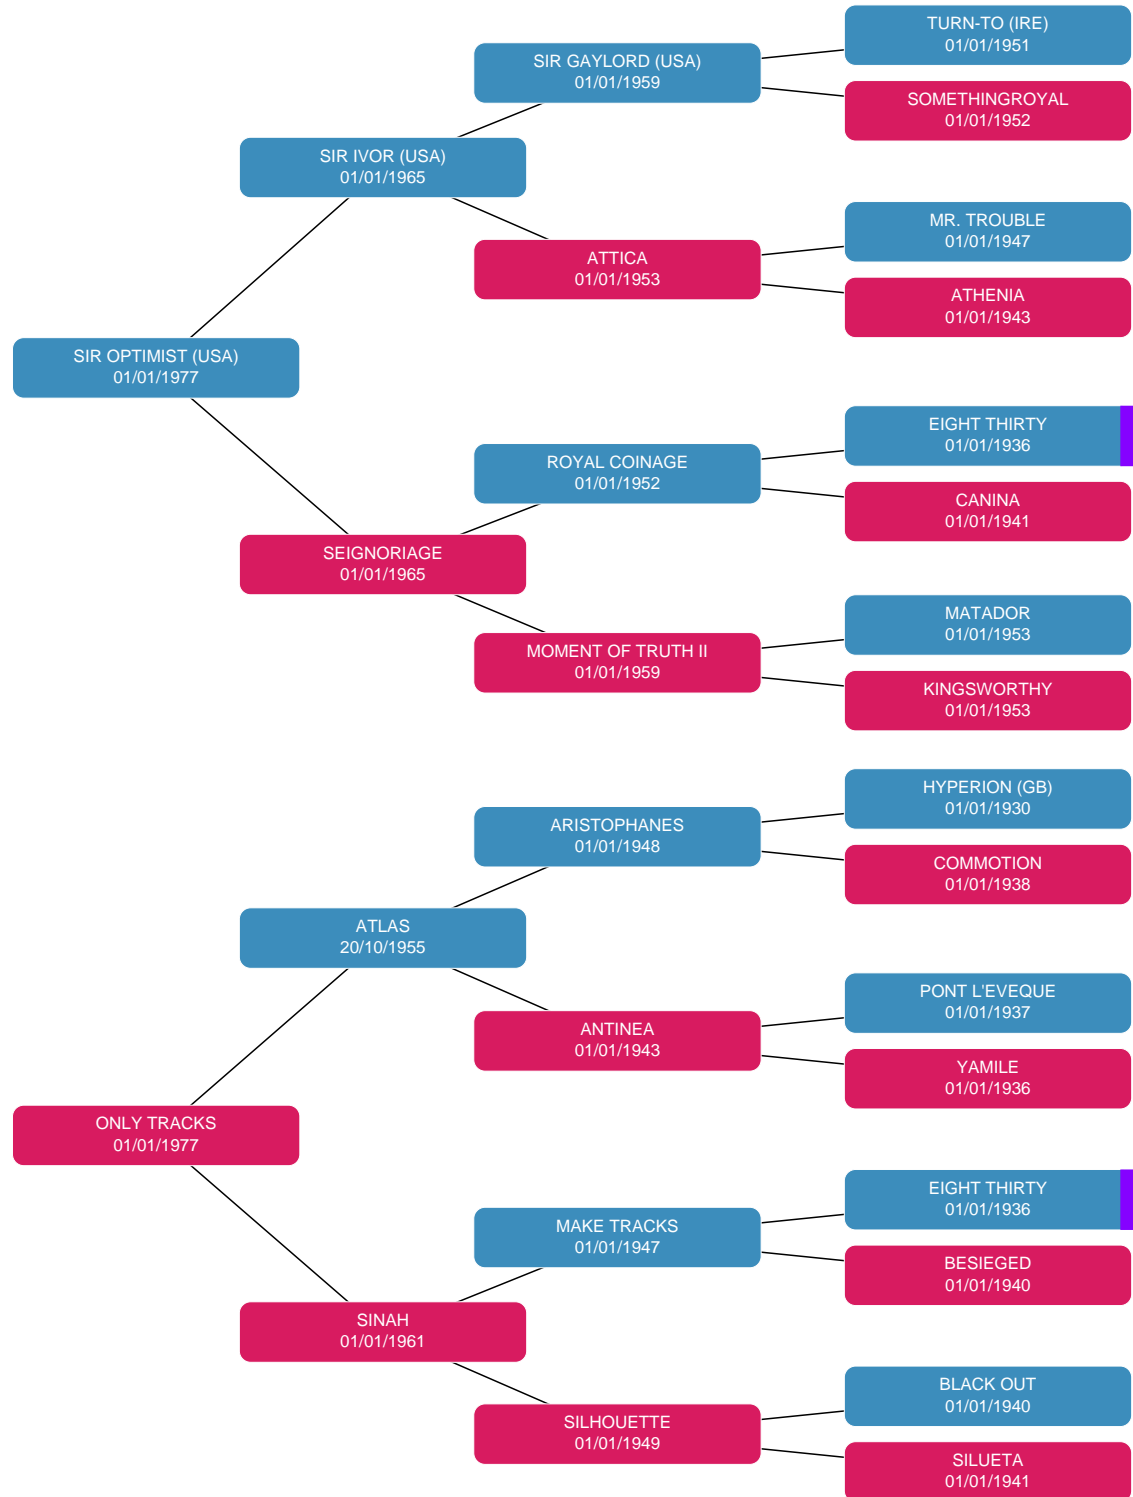 TURN-TO (IRE)
01/01/1951
SIR GAYLORD (USA)
01/01/1959
SOMETHINGROYAL
01/01/1952
SIR IVOR (USA)
01/01/1965
MR. TROUBLE
01/01/1947
ATTICA
01/01/1953
ATHENIA
01/01/1943
SIR OPTIMIST (USA)
01/01/1977
EIGHT THIRTY
01/01/1936
ROYAL COINAGE
01/01/1952
CANINA
01/01/1941
SEIGNORIAGE
01/01/1965
MATADOR
01/01/1953
MOMENT OF TRUTH II
01/01/1959
KINGSWORTHY
01/01/1953
HYPERION (GB)
01/01/1930
ARISTOPHANES
01/01/1948
COMMOTION
01/01/1938
ATLAS
20/10/1955
PONT L'EVEQUE
01/01/1937
ANTINEA
01/01/1943
YAMILE
01/01/1936
ONLY TRACKS
01/01/1977
EIGHT THIRTY
01/01/1936
MAKE TRACKS
01/01/1947
BESIEGED
01/01/1940
SINAH
01/01/1961
BLACK OUT
01/01/1940
SILHOUETTE
01/01/1949
SILUETA
01/01/1941